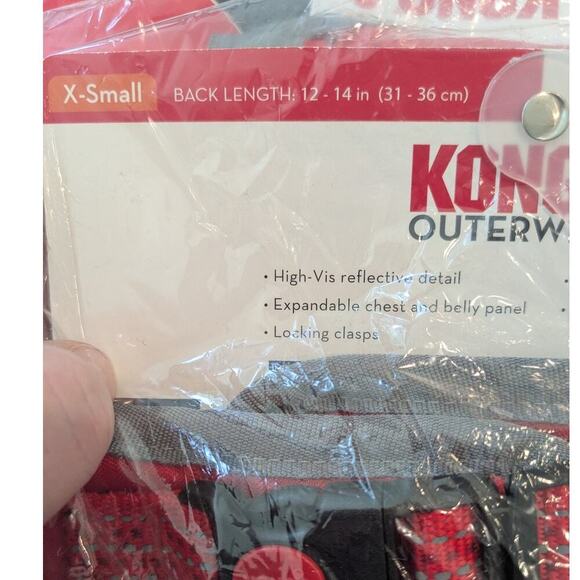 X-Small BACK LENGTH: 12 - 14 in (31 - 36 cm)
KONG
OUTERW
• High-Vis reflective detail
• Expandable chest and belly panel
• Locking clasps